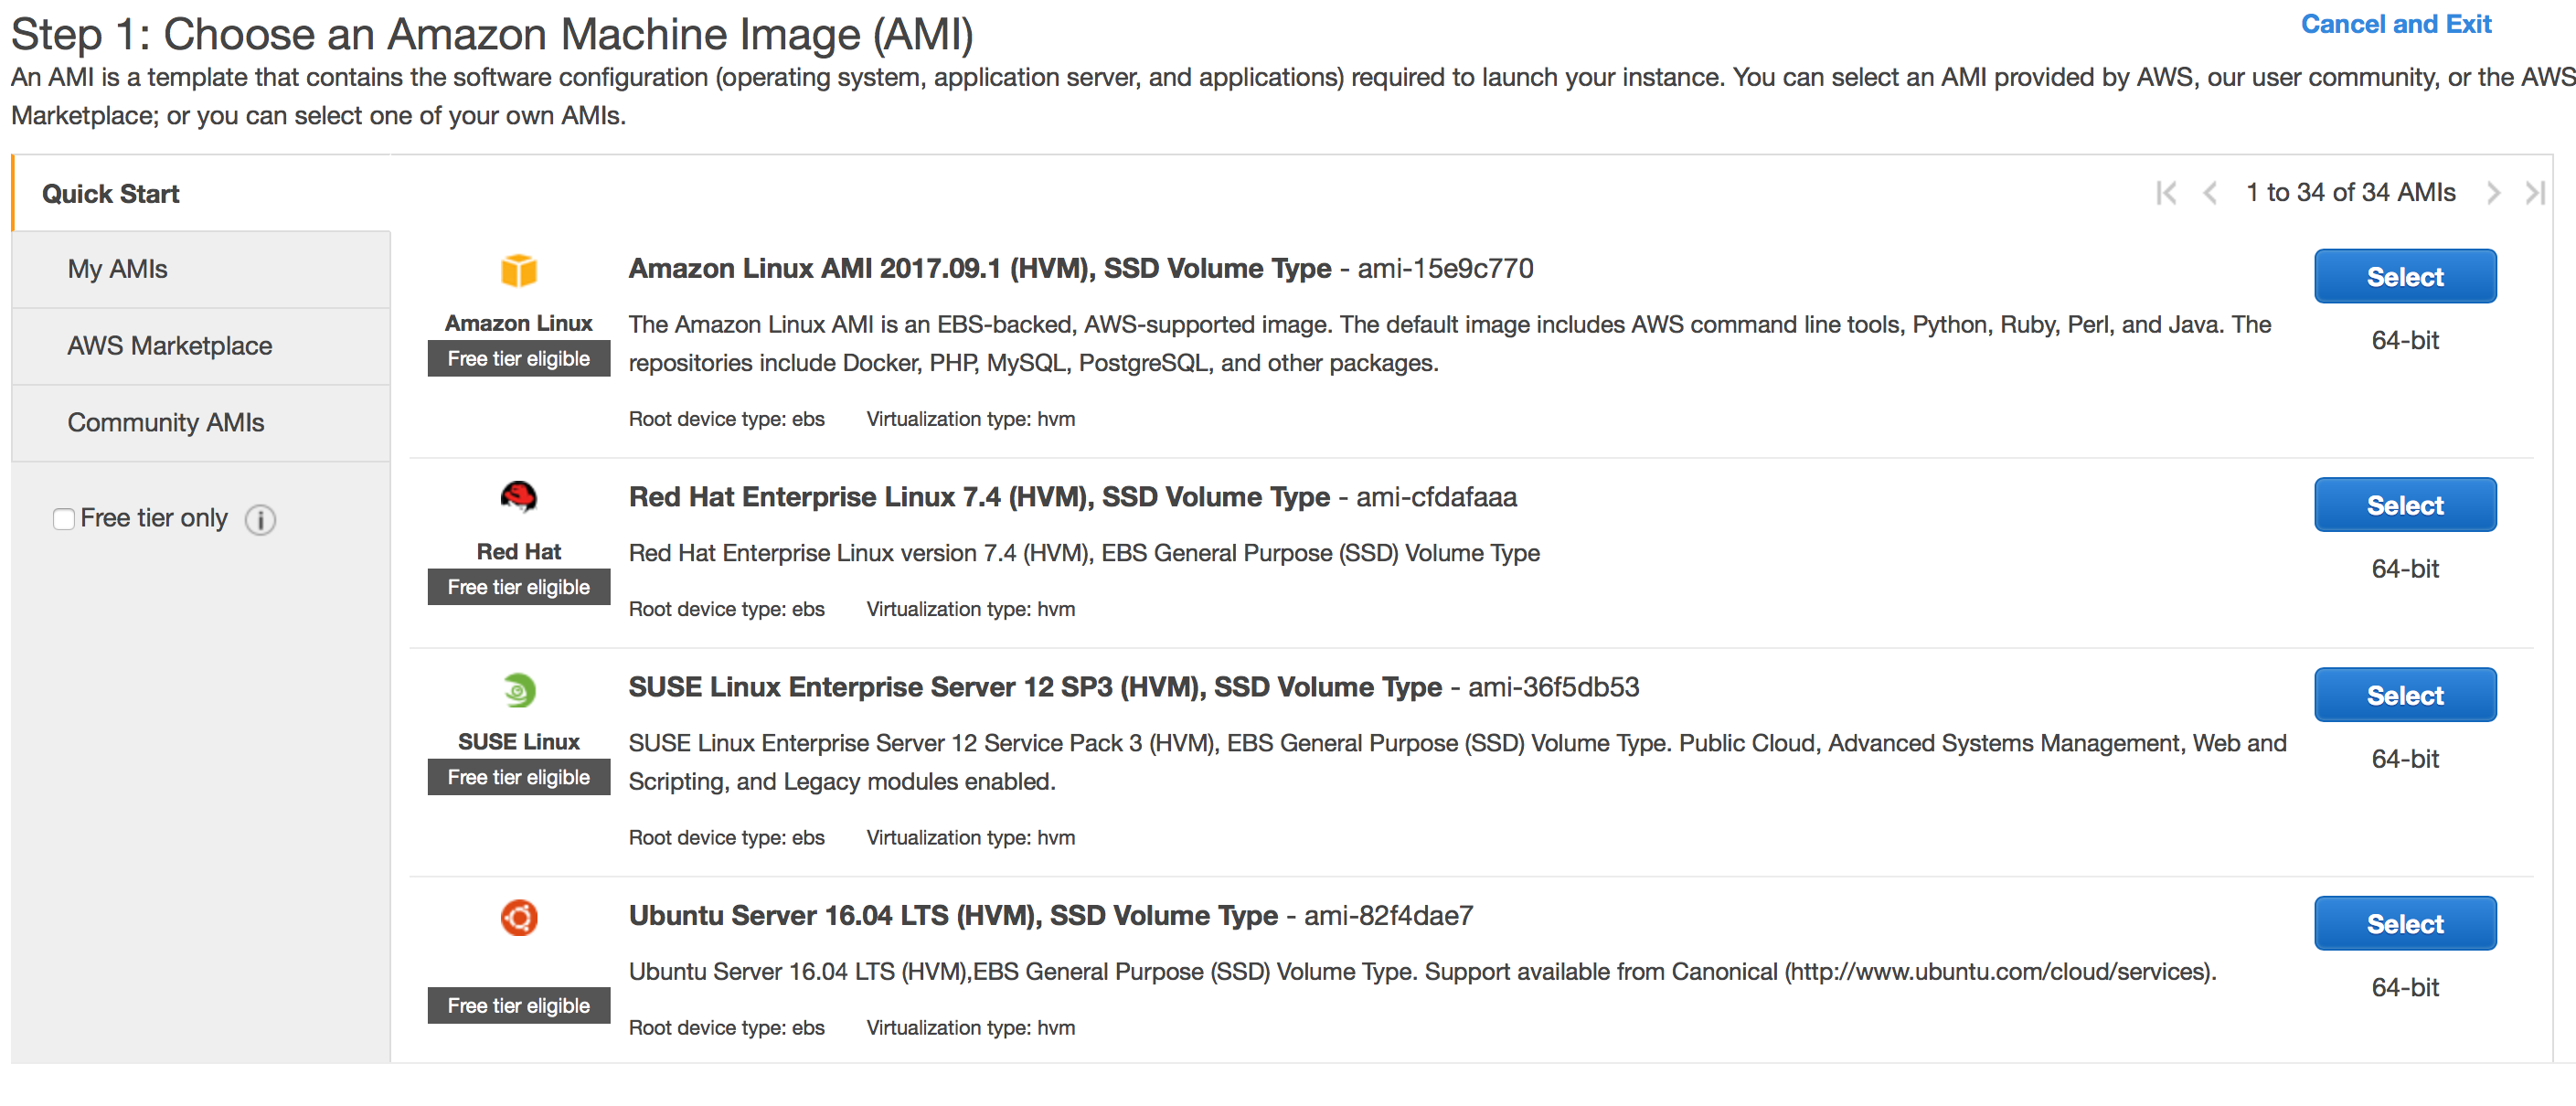 Step 1: Choose an Amazon Machine Image (AMI)
Cancel and Exit
An AMI is a template that contains the software configuration (operating system, application server, and applications) required to launch your instance. You can select an AMI provided by AWS, our user community, or the AWS
Marketplace; or you can select one of your own AMIs.
Quick Start
My AMIs
AWS Marketplace
Community AMIs
Free tier only
1 to 34 of 34 AMIs
Amazon Linux
Free tier eligible
Amazon Linux AMI 2017.09.1 (HVM), SSD Volume Type - ami-15e9c770
The Amazon Linux AMI is an EBS-backed, AWS-supported image. The default image includes AWS command line tools, Python, Ruby, Perl, and Java. The
repositories include Docker, PHP, MySQL, PostgreSQL, and other packages.
Root device type: ebs Virtualization type: hvm
Select
64-bit
Red Hat
Free tier eligible
Red Hat Enterprise Linux 7.4 (HVM), SSD Volume Type - ami-cfdafaaa
Red Hat Enterprise Linux version 7.4 (HVM), EBS General Purpose (SSD) Volume Type
Root device type: ebs Virtualization type: hvm
Select
64-bit
SUSE Linux
Free tier eligible
SUSE Linux Enterprise Server 12 SP3 (HVM), SSD Volume Type - ami-36f5db53
SUSE Linux Enterprise Server 12 Service Pack 3 (HVM), EBS General Purpose (SSD) Volume Type. Public Cloud, Advanced Systems Management, Web and
Scripting, and Legacy modules enabled.
Root device type: ebs Virtualization type: hvm
Select
64-bit
Free tier eligible
Ubuntu Server 16.04 LTS (HVM), SSD Volume Type - ami-82f4dae7
Ubuntu Server 16.04 LTS (HVM),EBS General Purpose (SSD) Volume Type. Support available from Canonical (http://www.ubuntu.com/cloud/services).
Root device type: ebs Virtualization type: hvm
Select
64-bit